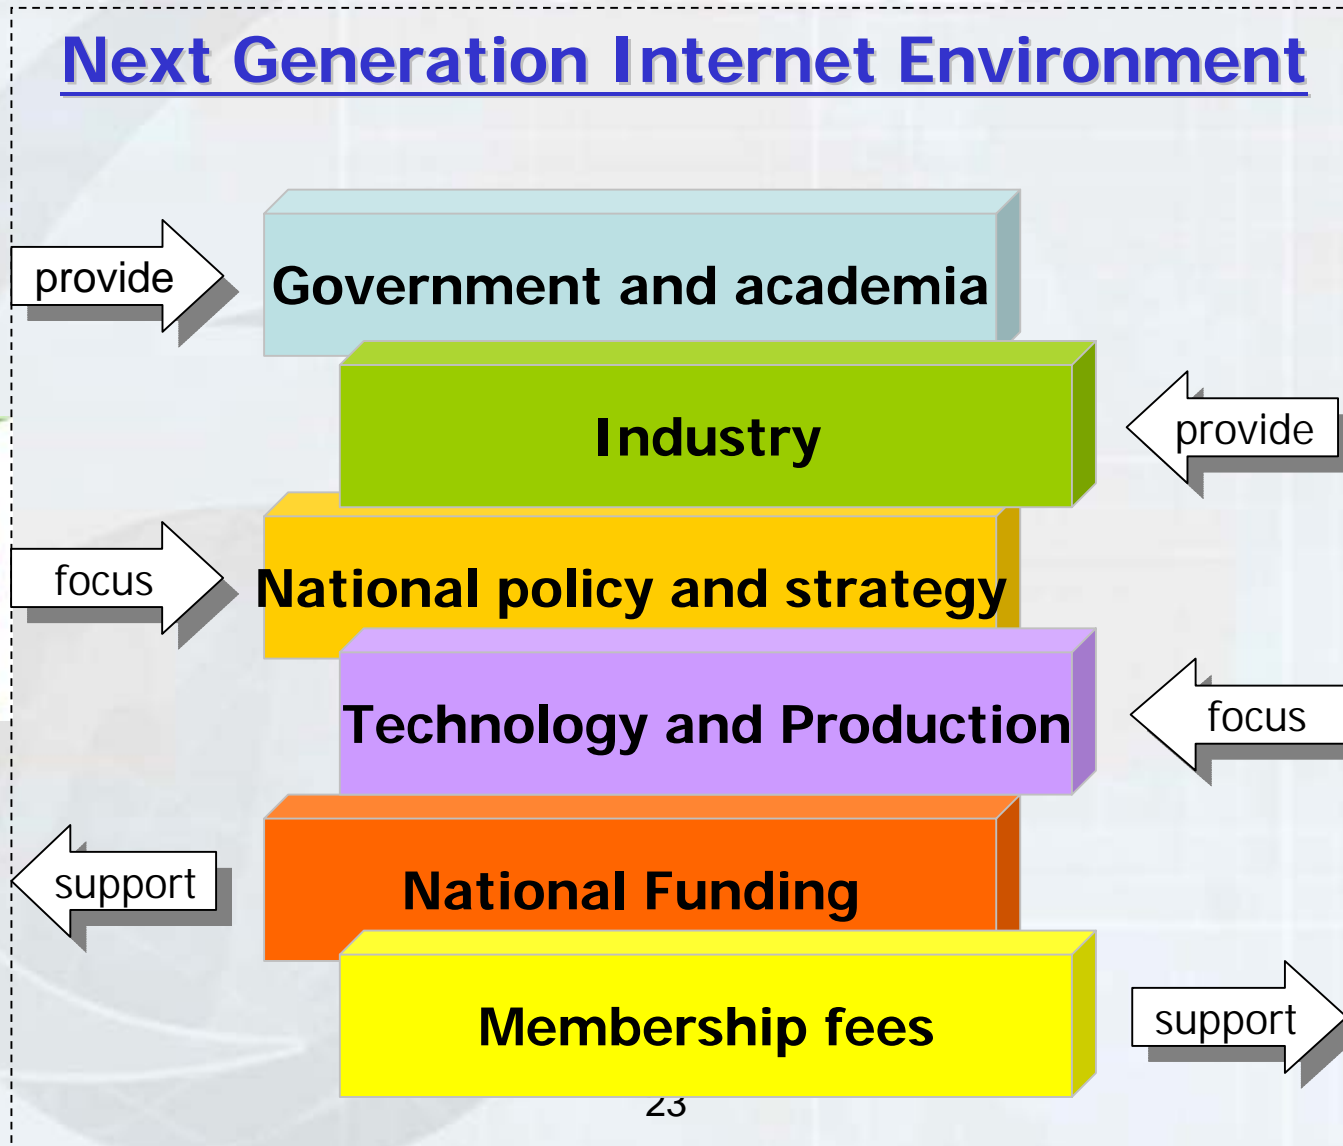 Next Generation Internet Environment
provide
Government and academia
Industry
provide
focus
National policy and strategy
Technology and Production
focus
support
National Funding
Membership fees
support
23